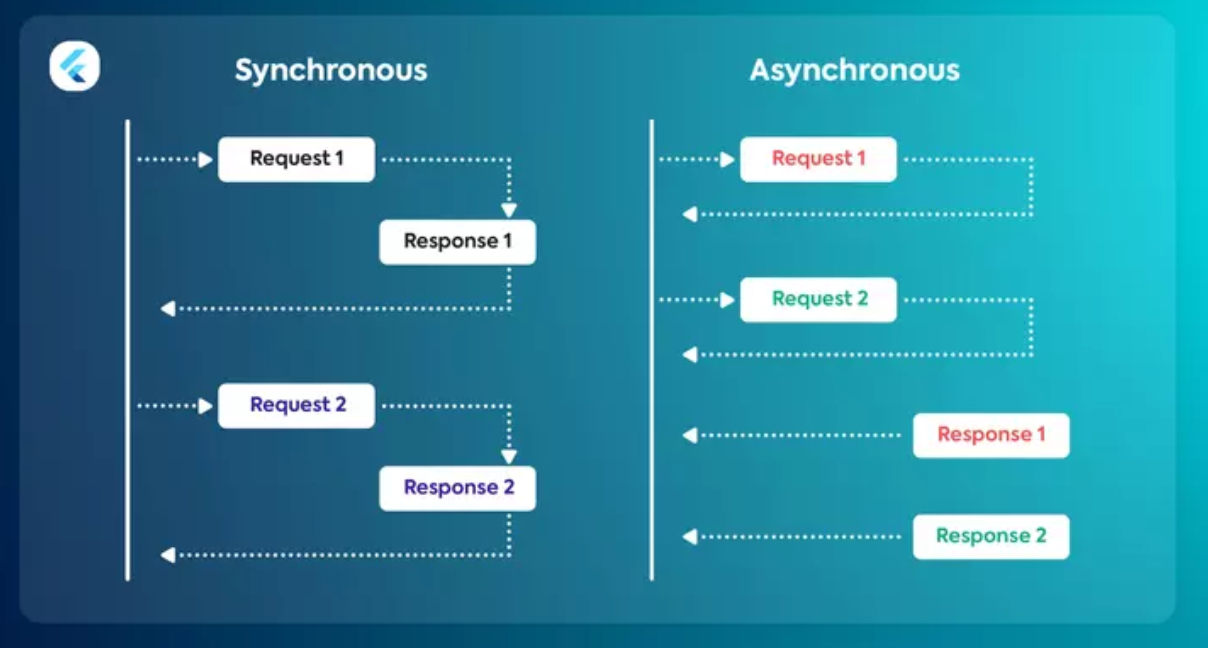 Synchronous
Request 1
Response 1
Request 2
Response 2
Asynchronous
Request 1
Request 2
Response 1
Response 2